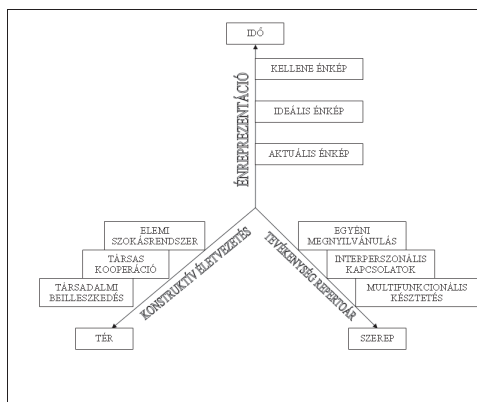 IDŐ
KELLENE ÉNKÉP
IDEÁLIS ÉNKÉP
AKTUÁLIS ÉNKÉP
ÉNREPREZENTÁCIÓ
ELEMI
SZOKÁSRENDSZER
TÁRSAS
KOOPERÁCIÓ
TÁRSADALMI
BEILLESZKEDÉS
KONSTRUKTÍV ÉLETVEZETÉS
TÉR
EGYÉNI
MEGNYILVÁNULÁS
INTERPERSZONÁLIS
KAPCSOLATOK
MULTIFUNKCIONÁLIS
KÉSZTETÉS
TEVÉKENYSÉG REPERTOÁR
SZEREP